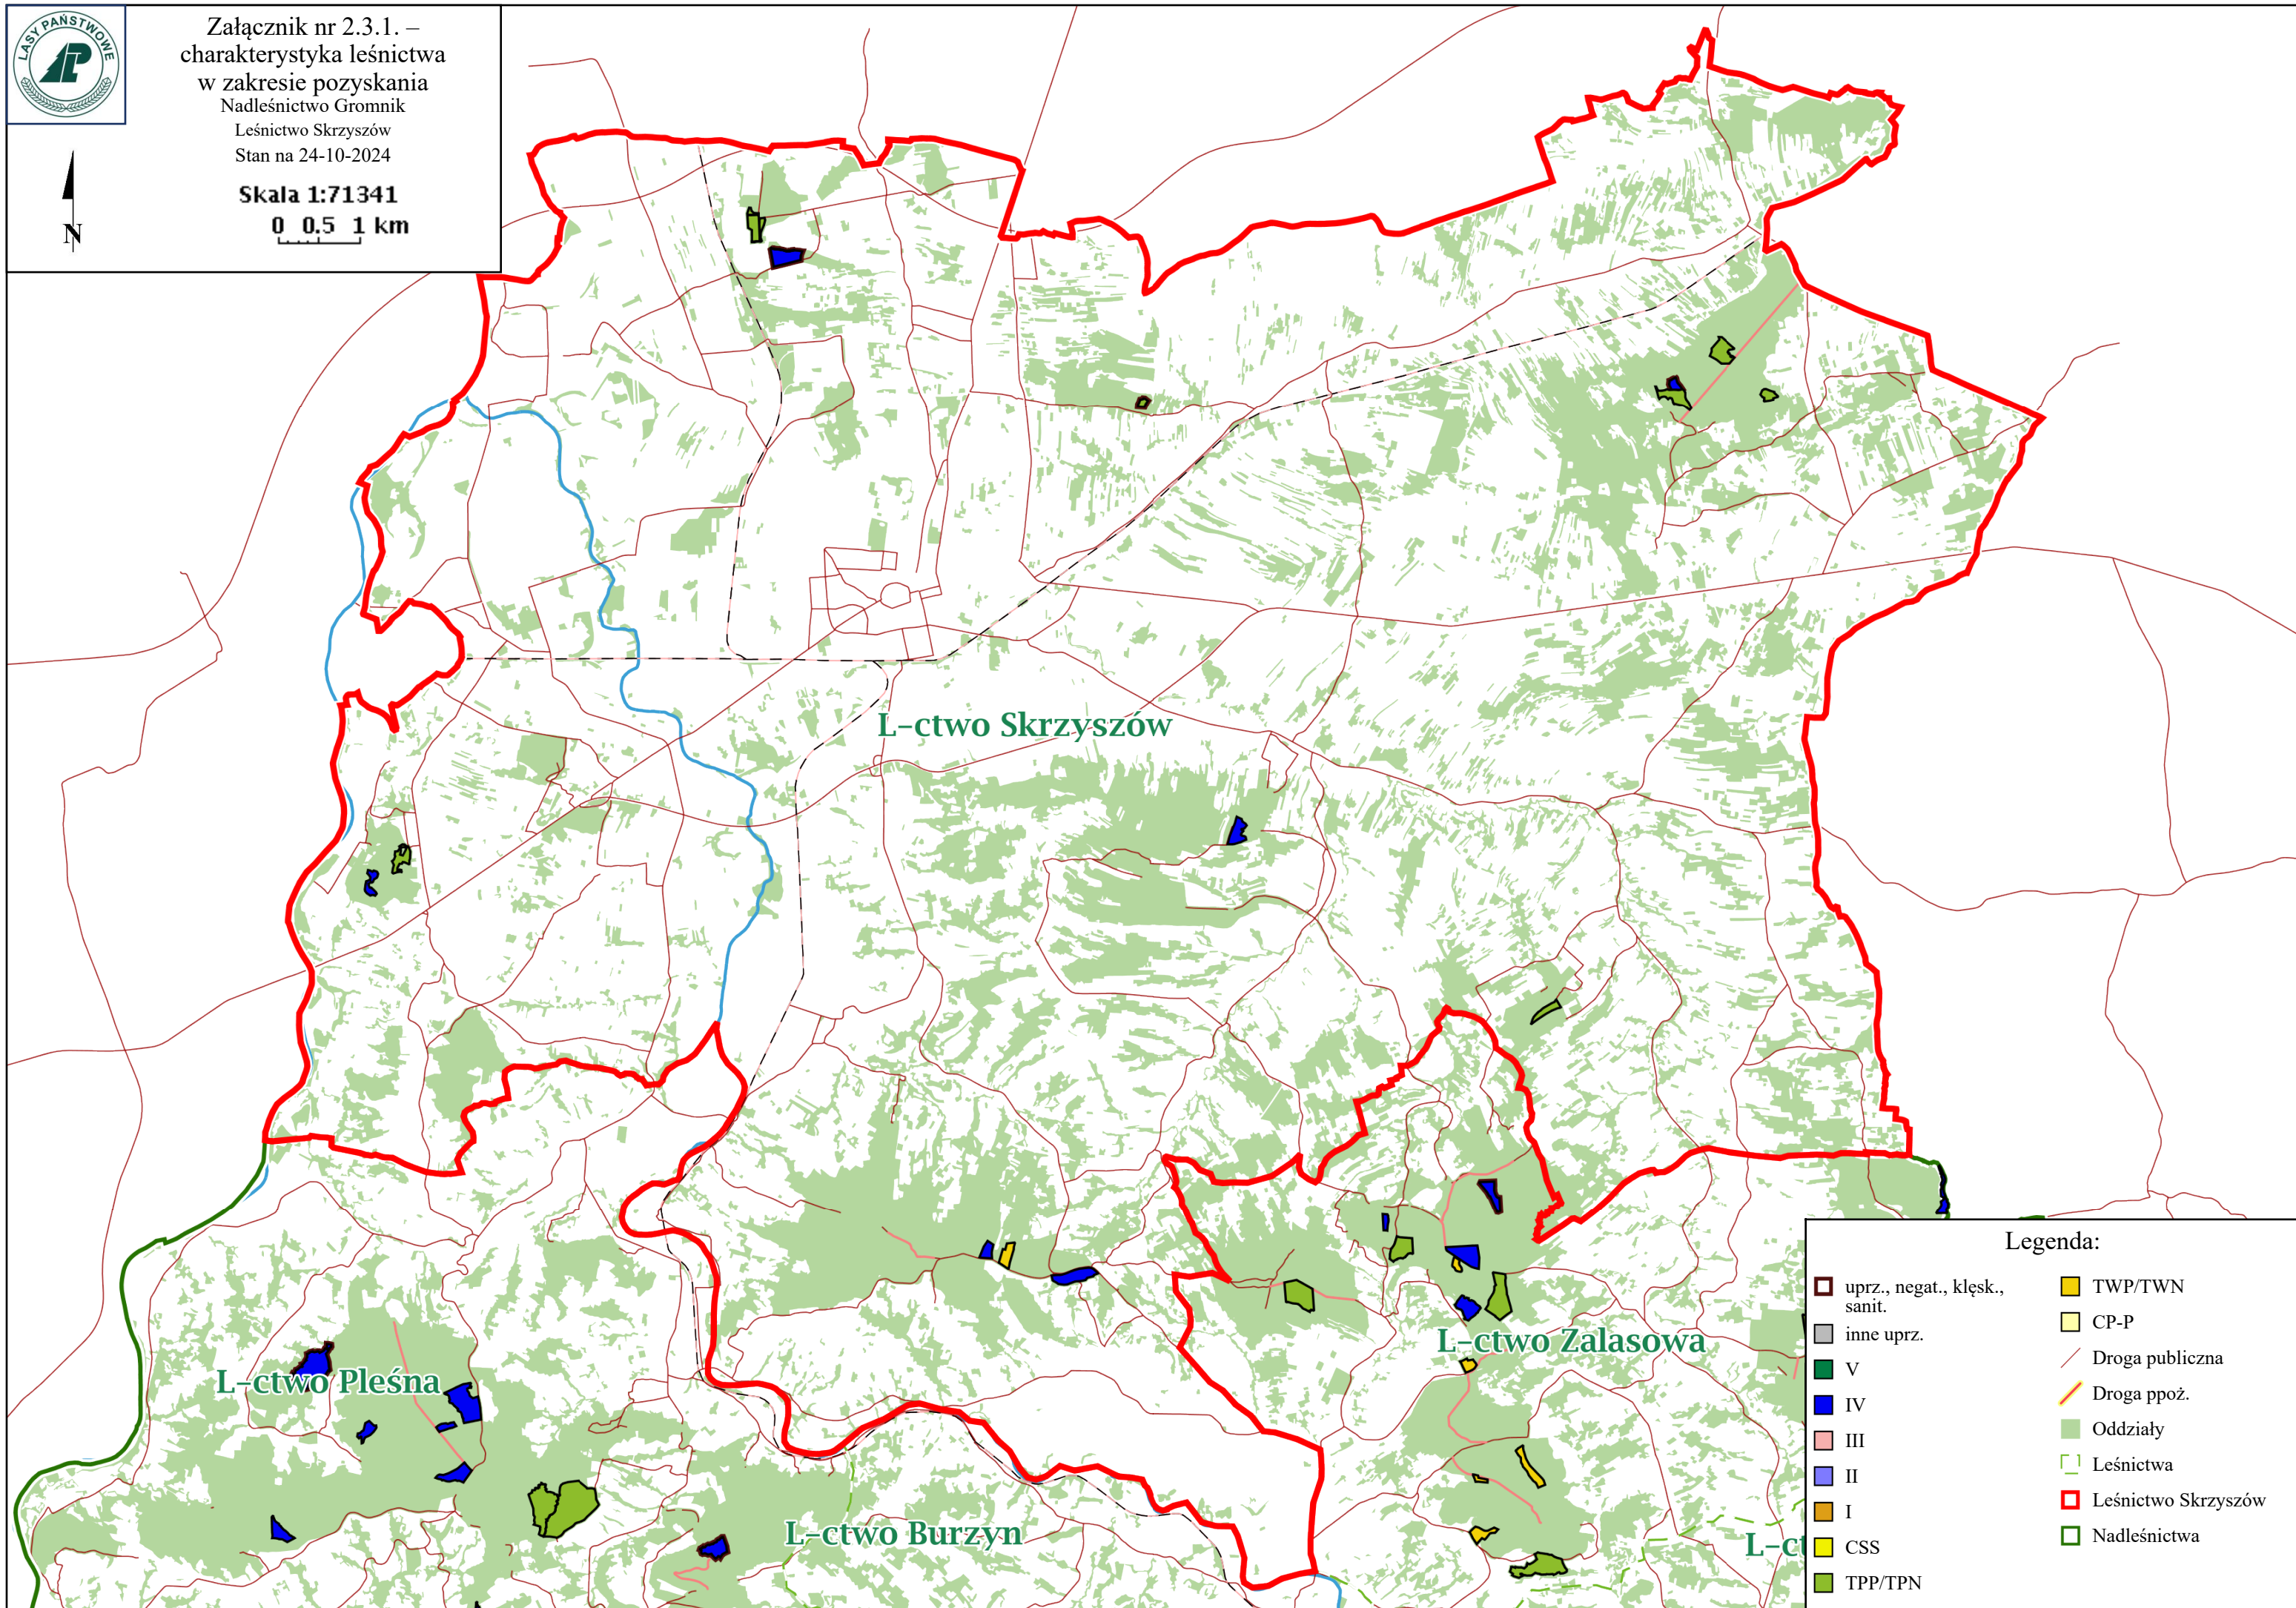 LASY PAŃSTWOWE
Załącznik nr 2.3.1. –
charakterystyka leśnictwa
w zakresie pozyskania
Nadleśnictwo Gromnik
Leśnictwo Skrzyszów
Stan na 24-10-2024
Skala 1:71341
0 0.5 1 km
N
L-ctwo Skrzyszów
L-ctwo Zalasowa
L-ctwo Pleśna
L-ctwo Burzyn
L-ct
Legenda:
uprz., negat., klęsk.,
sanit.
inne uprz.
V
IV
III
II
I
CSS
TPP/TPN
TWP/TWN
CP-P
Droga publiczna
Droga ppoż.
Oddziały
Leśnictwa
Leśnictwo Skrzyszów
Nadleśnictwa